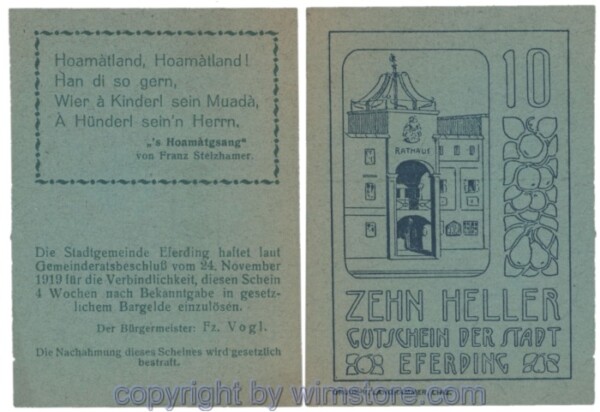 Hoamàtland, Hoamàtland!
Han di so gern,
Wier à Kinderl sein Muadà,
À Hünderl sein'n Herrn.
„'s Hoamàtgsang“
von Franz Stelzhamer.
Die Stadtgemeinde Eferding haftet laut
Gemeinderatsbeschluß vom 24. November
1919 für die Verbindlichkeit, diesen Schein
4 Wochen nach Bekanntgabe in gesetz-
lichem Bargelde einzulösen.
Der Bürgermeister: Fz. Vogl.
Die Nachahmung dieses Scheines wird gesetzlich
bestraft.
10
RATHAUS
ZEHN HELLER
GUTSCHEIN DER STADT
EFERDING
copyright by wimstore.com